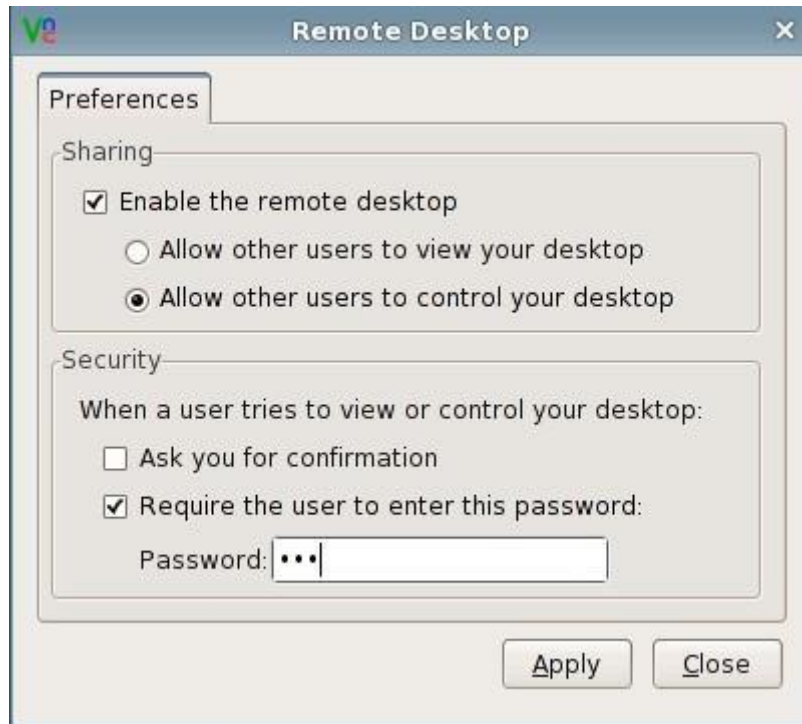 VNC Remote Desktop
Preferences
Sharing
Enable the remote desktop
Allow other users to view your desktop
Allow other users to control your desktop
Security
When a user tries to view or control your desktop:
Ask you for confirmation
Require the user to enter this password:
Password: •••
Apply Close